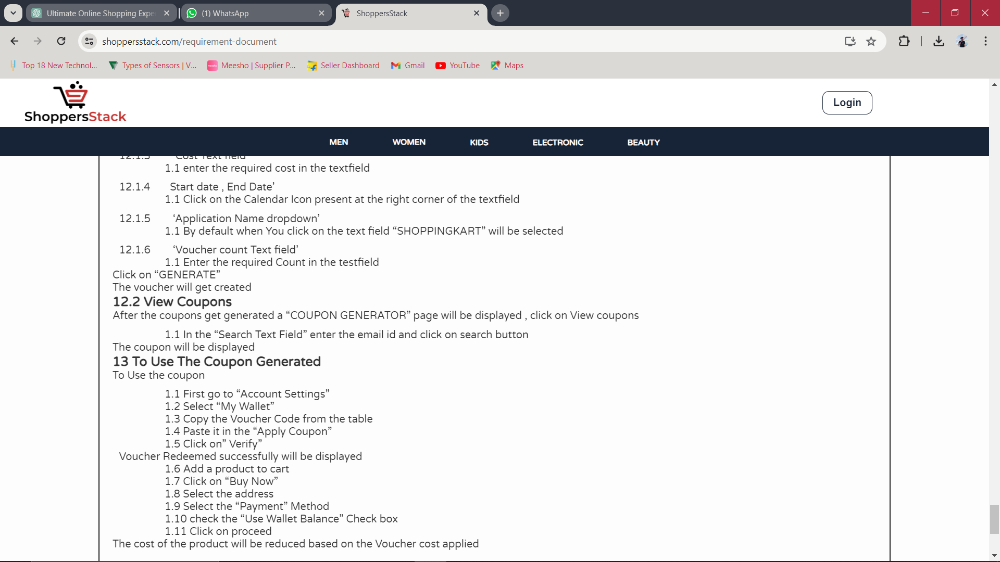 Ultimate Online Shopping Expe
(1) WhatsApp
ShoppersStack
shoppersstack.com/requirement-document
Top 18 New Technol...
Types of Sensors | V...
Meesho | Supplier P...
Seller Dashboard
Gmail
YouTube
Maps
ShoppersStack
Login
MEN WOMEN KIDS ELECTRONIC BEAUTY
12.1.3 ‘Cost Text field’
1.1 enter the required cost in the textfield
12.1.4 Start date , End Date’
1.1 Click on the Calendar Icon present at the right corner of the textfield
12.1.5 ‘Application Name dropdown’
1.1 By default when You click on the text field “SHOPPINGKART” will be selected
12.1.6 ‘Voucher count Text field’
1.1 Enter the required Count in the testfield
Click on “GENERATE”
The voucher will get created
12.2 View Coupons
After the coupons get generated a “COUPON GENERATOR” page will be displayed , click on View coupons
1.1 In the “Search Text Field” enter the email id and click on search button
The coupon will be displayed
13 To Use The Coupon Generated
To Use the coupon
1.1 First go to “Account Settings”
1.2 Select “My Wallet”
1.3 Copy the Voucher Code from the table
1.4 Paste it in the “Apply Coupon”
1.5 Click on” Verify”
Voucher Redeemed successfully will be displayed
1.6 Add a product to cart
1.7 Click on “Buy Now”
1.8 Select the address
1.9 Select the “Payment” Method
1.10 check the “Use Wallet Balance” Check box
1.11 Click on proceed
The cost of the product will be reduced based on the Voucher cost applied